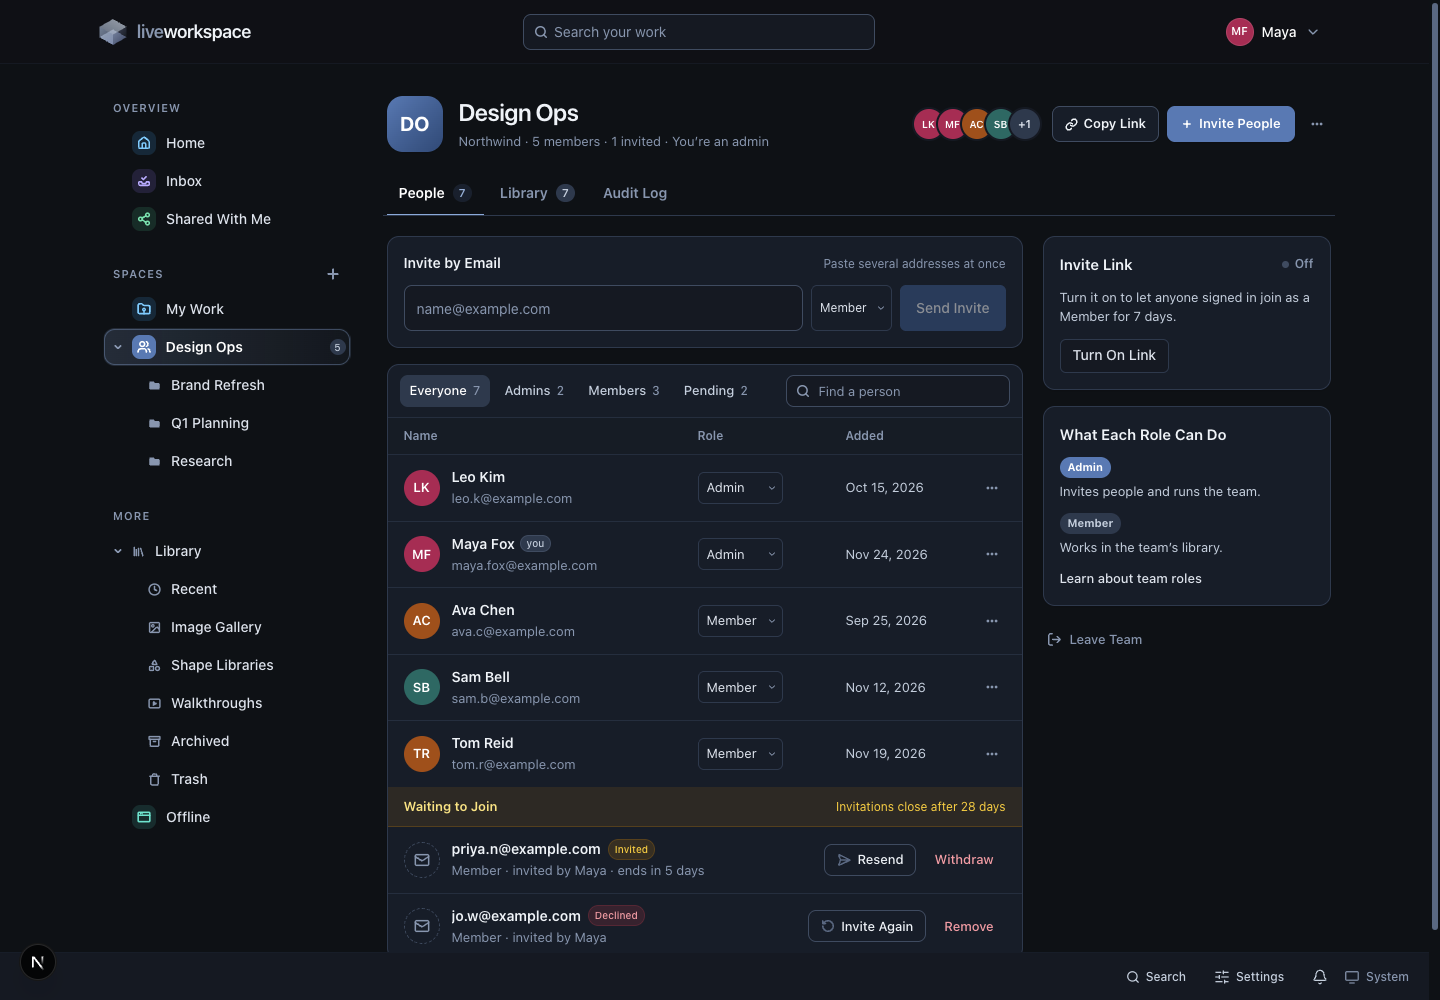 liveworkspace
Search your work
MF Maya
OVERVIEW
Home
Inbox
Shared With Me
SPACES
My Work
Design Ops 5
Brand Refresh
Q1 Planning
Research
MORE
Library
Recent
Image Gallery
Shape Libraries
Walkthroughs
Archived
Trash
Offline
DO
Design Ops
Northwind · 5 members · 1 invited · You’re an admin
LK MF AC SB +1
Copy Link
Invite People
People 7 Library 7 Audit Log
Invite by Email Paste several addresses at once
name@example.com Member Send Invite
Everyone 7 Admins 2 Members 3 Pending 2 Find a person
Name Role Added
LK Leo Kim Admin Oct 15, 2026
leo.k@example.com
MF Maya Fox you Admin Nov 24, 2026
maya.fox@example.com
AC Ava Chen Member Sep 25, 2026
ava.c@example.com
SB Sam Bell Member Nov 12, 2026
sam.b@example.com
TR Tom Reid Member Nov 19, 2026
tom.r@example.com
Waiting to Join Invitations close after 28 days
priya.n@example.com Invited Resend Withdraw
Member · invited by Maya · ends in 5 days
jo.w@example.com Declined Invite Again Remove
Member · invited by Maya
Invite Link Off
Turn it on to let anyone signed in join as a
Member for 7 days.
Turn On Link
What Each Role Can Do
Admin
Invites people and runs the team.
Member
Works in the team’s library.
Learn about team roles
Leave Team
N
Search Settings System